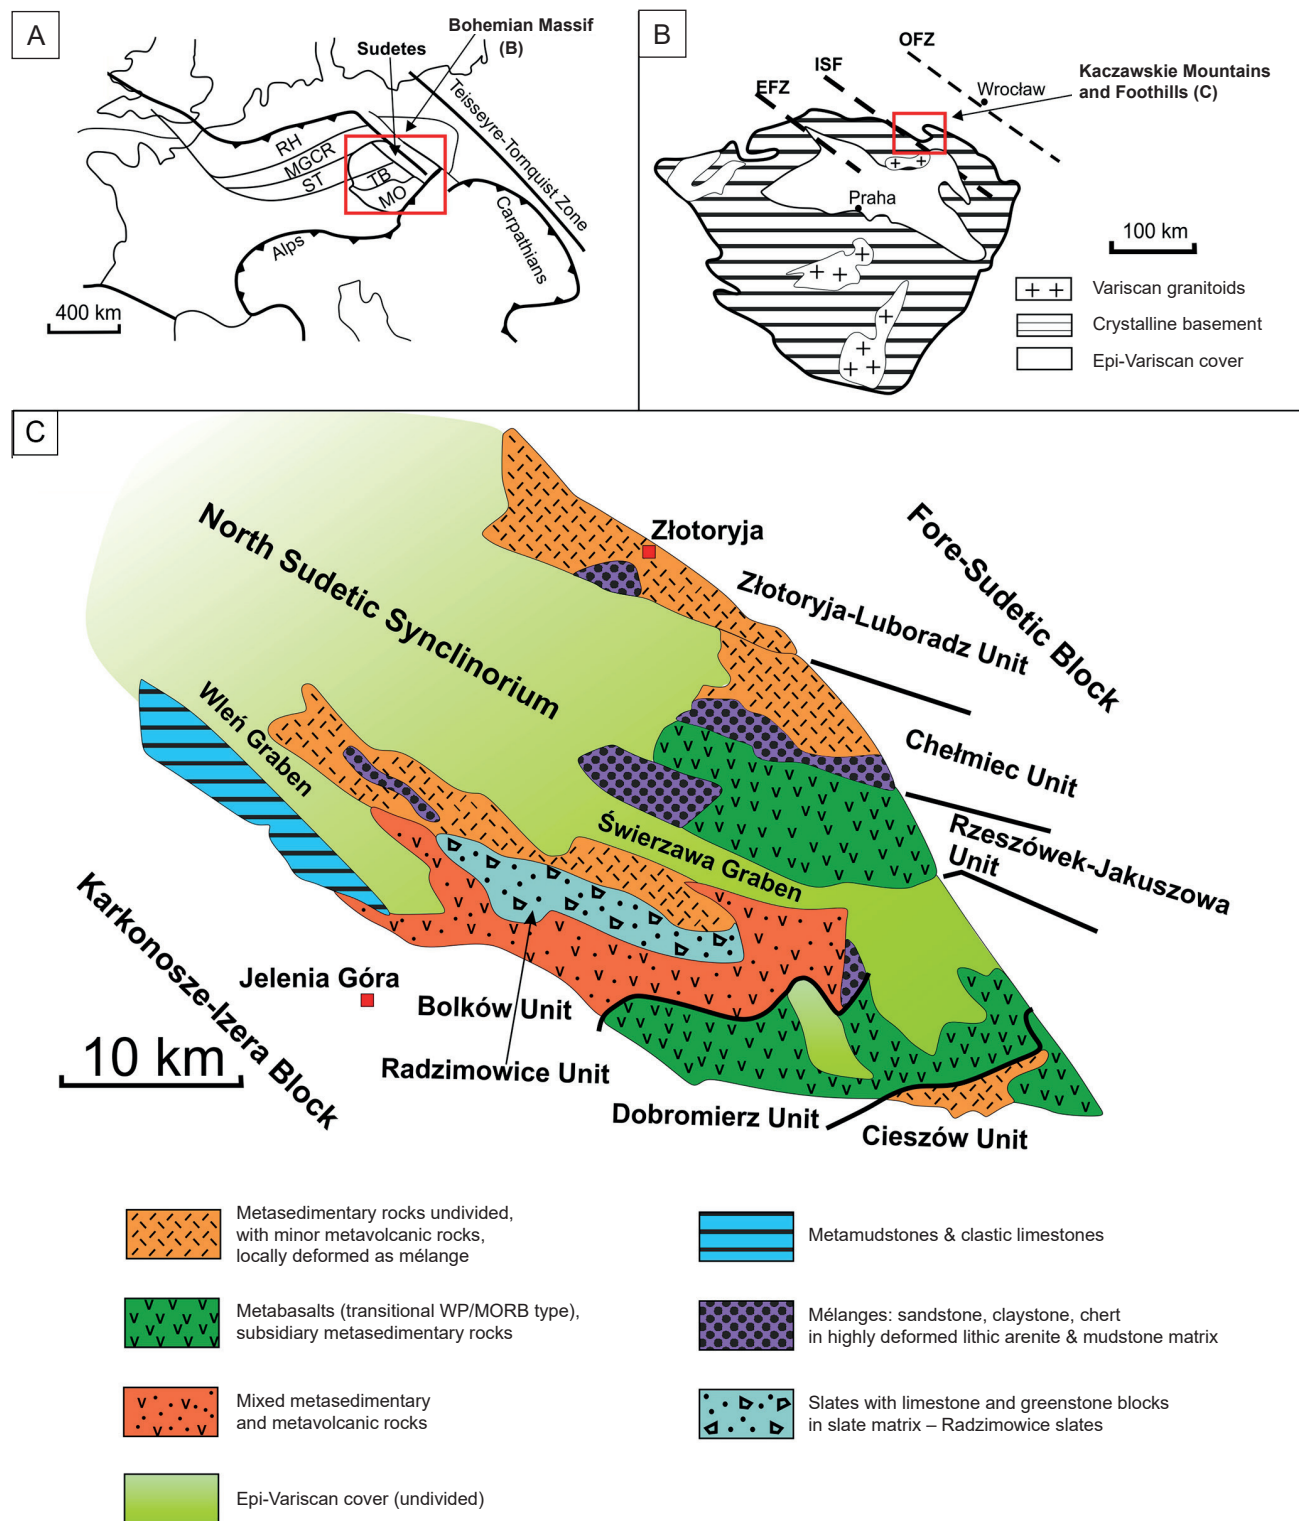 A
Bohemian Massif
(B)
Sudetes
Teisseyre-Tornquist Zone
RH
MGCR
ST
TB
MO
Alps
Carpathians
400 km
B
OFZ
ISF
EFZ
Wrocław
Kaczawskie Mountains
and Foothills (C)
Praha
100 km
Variscan granitoids
Crystalline basement
Epi-Variscan cover
C
North Sudetic Synclinorium
Złotoryja
Fore-Sudetic Block
Złotoryja-Luboradz Unit
Chełmiec Unit
Rzeszówek-Jakuszowa
Unit
Wleń Graben
Świerzawa Graben
Karkonosze-Izera Block
Jelenia Góra
Bolków Unit
Radzimowice Unit
Dobromierz Unit
Cieszów Unit
10 km
Metasedimentary rocks undivided,
with minor metavolcanic rocks,
locally deformed as mélange
Metabasalts (transitional WP/MORB type),
subsidiary metasedimentary rocks
Mixed metasedimentary
and metavolcanic rocks
Epi-Variscan cover (undivided)
Metamudstones & clastic limestones
Mélanges: sandstone, claystone, chert
in highly deformed lithic arenite & mudstone matrix
Slates with limestone and greenstone blocks
in slate matrix – Radzimowice slates